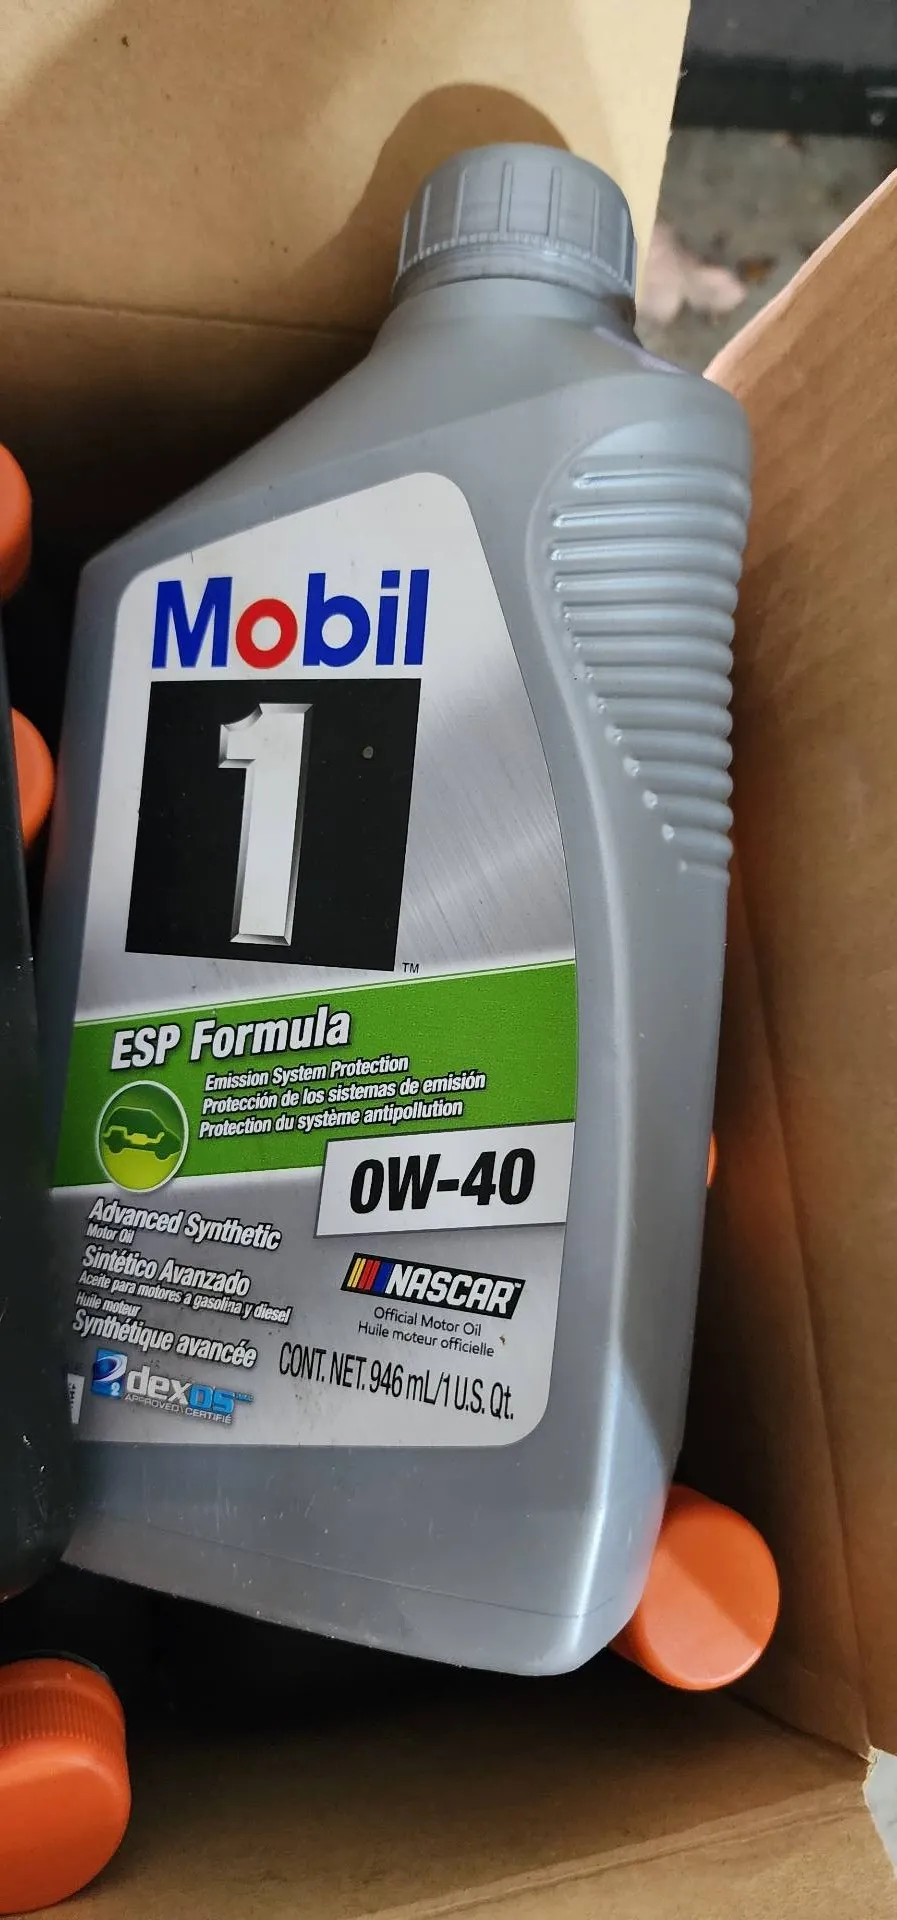 Mobil
1
TM
ESP Formula
Emission System Protection
Protección de los sistemas de emisión
Protection du système antipollution
0W-40
Advanced Synthetic
Motor Oil
Sintético Avanzado
Aceite para motores a gasolina y diesel
Huile moteur
Synthétique avancée
NASCAR
Official Motor Oil
Huile moteur officielle
CONT. NET. 946 mL/1 U.S. Qt.
2
dexos
APPROVED | CERTIFIÉ